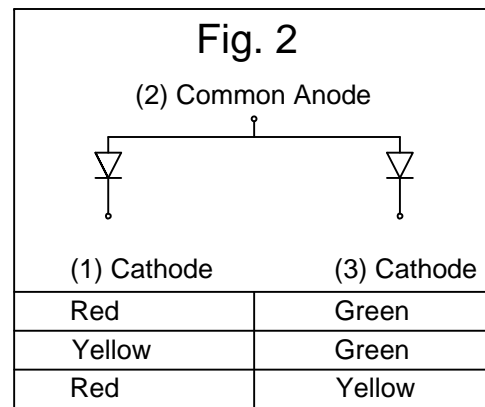 Fig. 2
(2) Common Anode
(1) Cathode (3) Cathode
Red Green
Yellow Green
Red Yellow